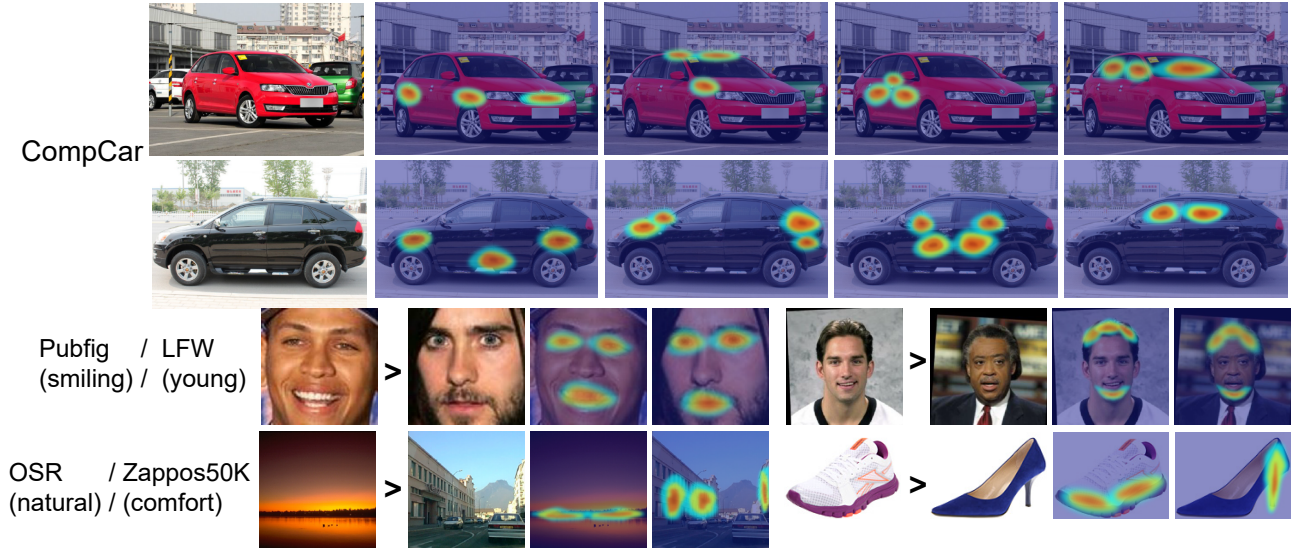 CompCar
Pubfig / LFW
(smiling) / (young)
>
>
OSR / Zappos50K
(natural) / (comfort)
>
>